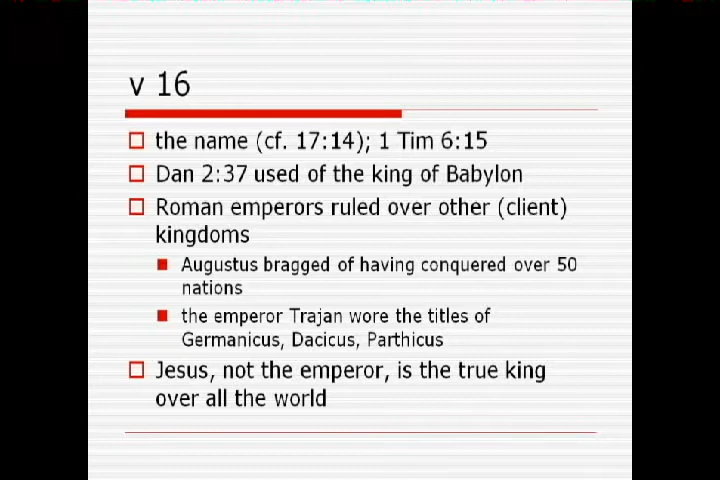 v 16
the name (cf. 17:14); 1 Tim 6:15
Dan 2:37 used of the king of Babylon
Roman emperors ruled over other (client)
kingdoms
Augustus bragged of having conquered over 50
nations
the emperor Trajan wore the titles of
Germanicus, Dacicus, Parthicus
Jesus, not the emperor, is the true king
over all the world